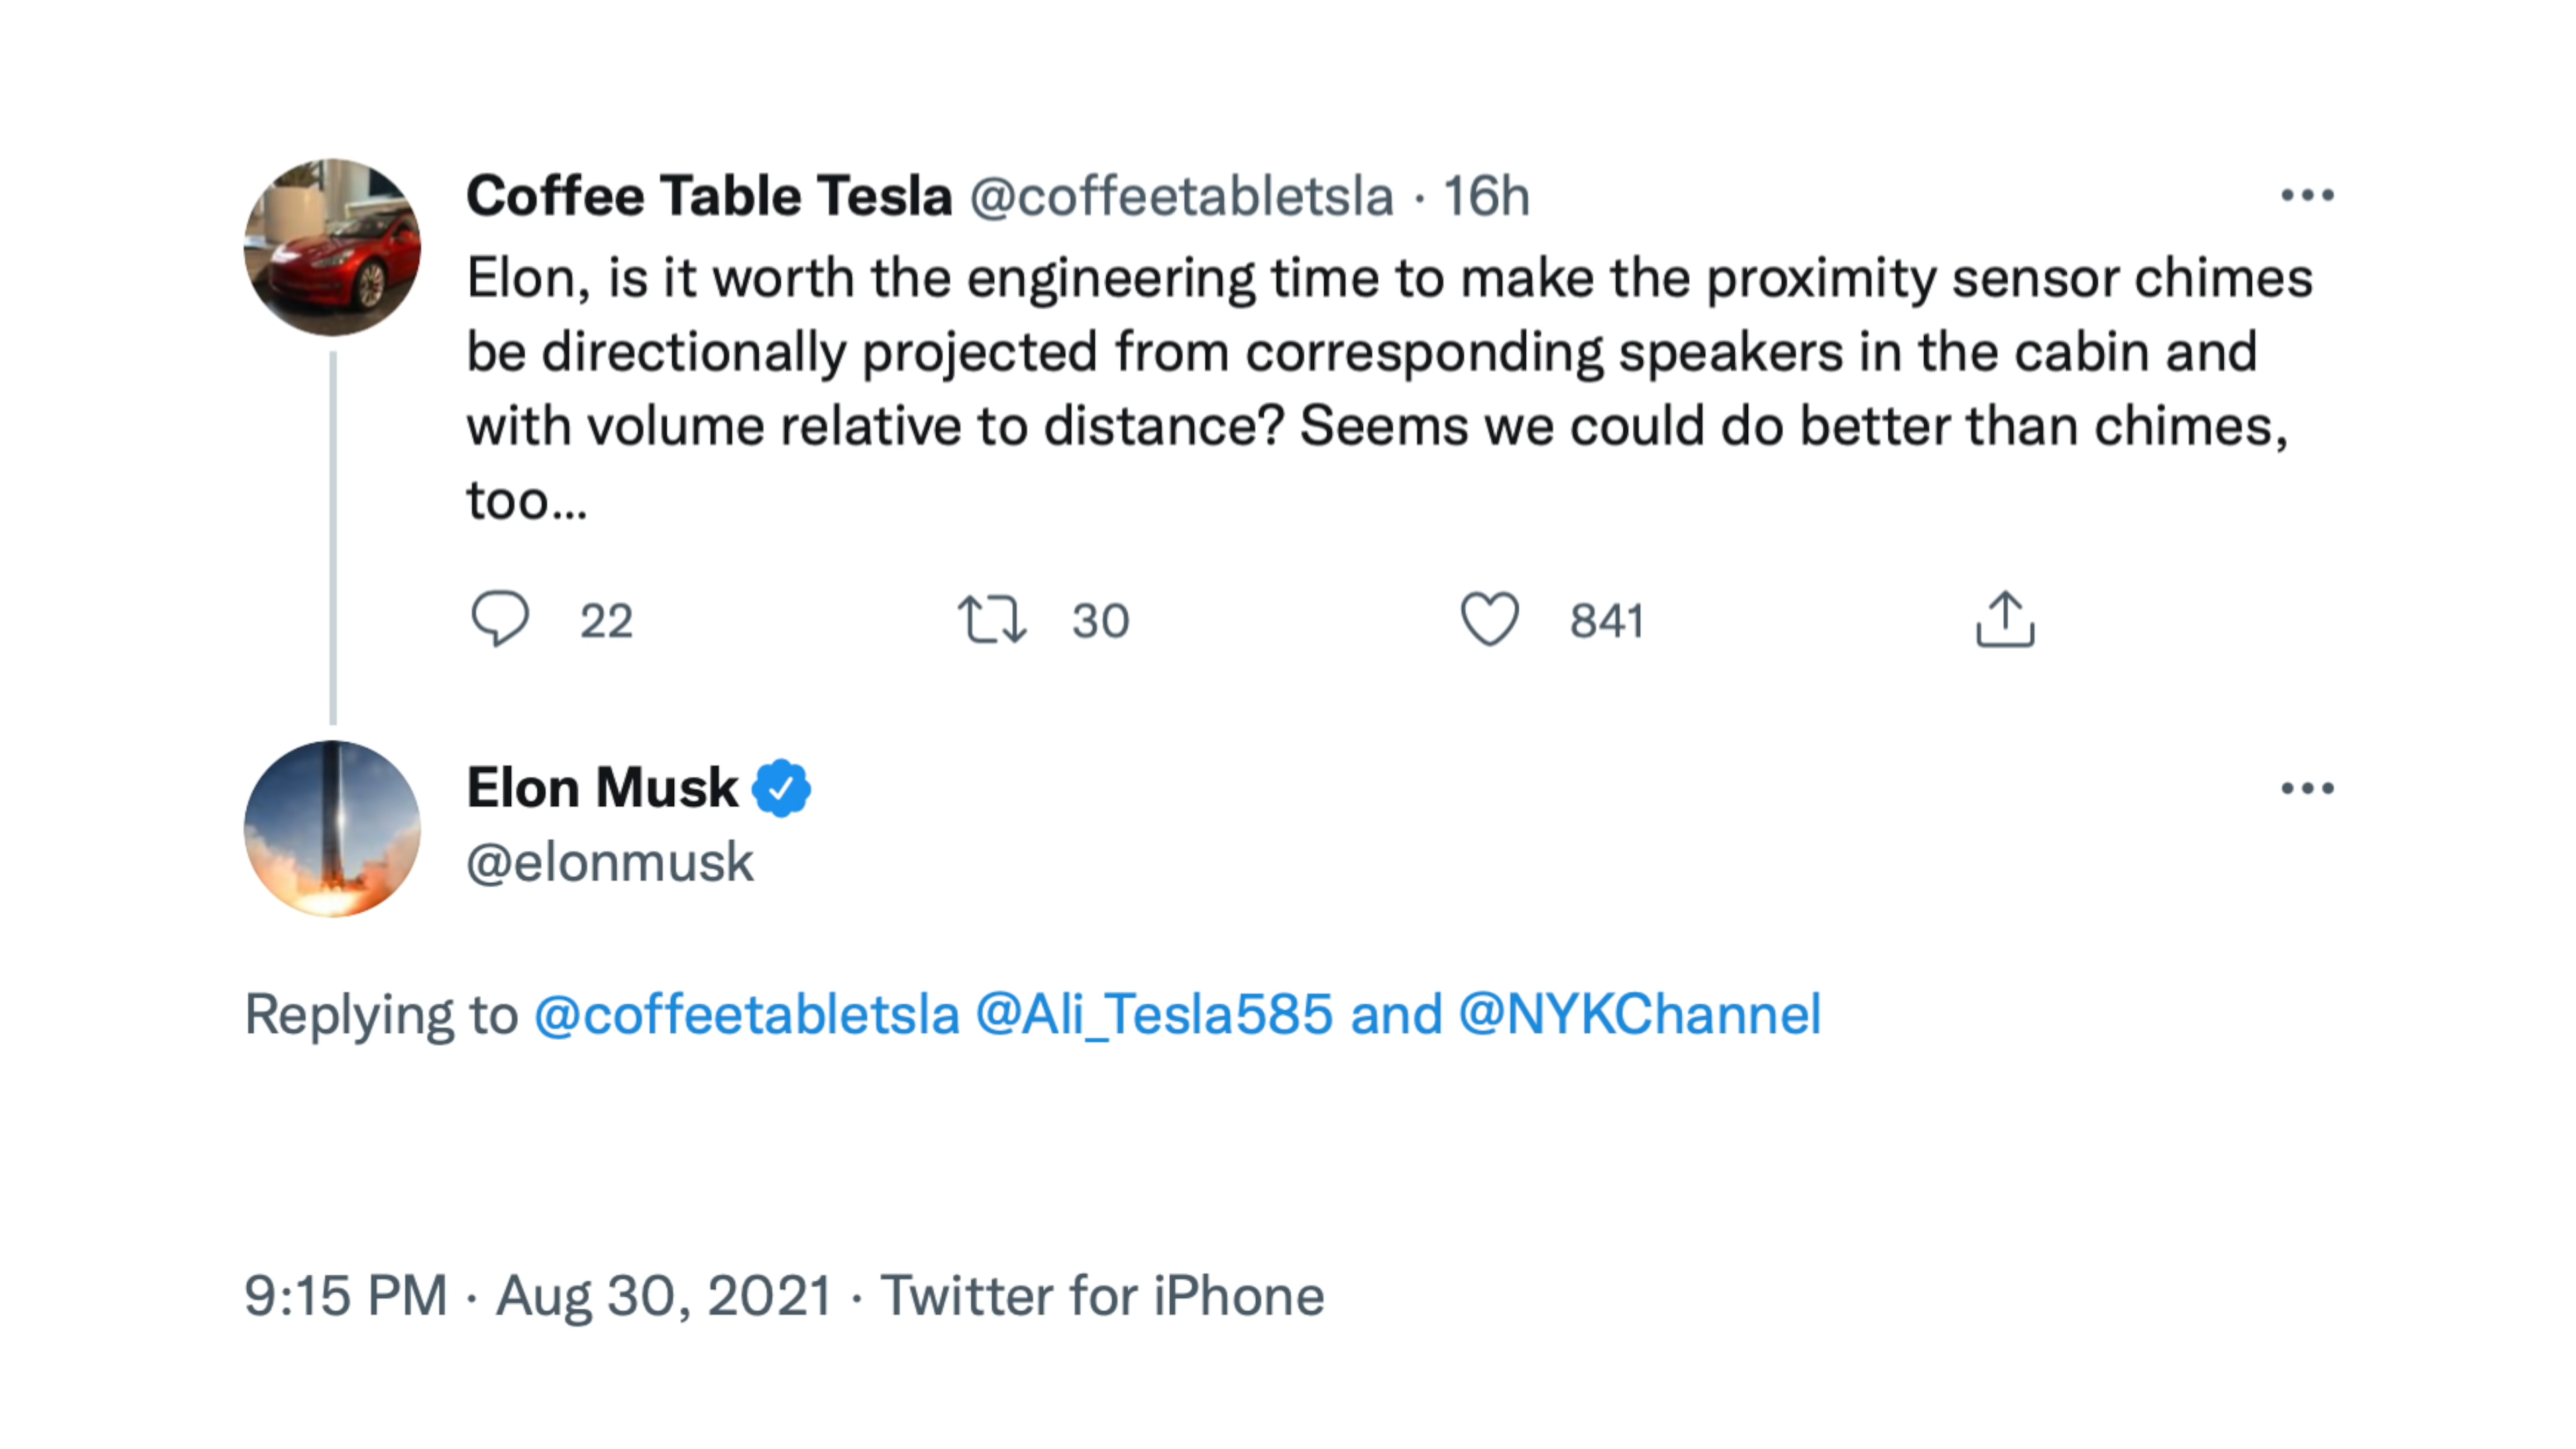 Coffee Table Tesla @coffeetabletsla · 16h
Elon, is it worth the engineering time to make the proximity sensor chimes
be directionally projected from corresponding speakers in the cabin and
with volume relative to distance? Seems we could do better than chimes,
too...
22 30 841
Elon Musk
@elonmusk
Replying to @coffeetabletsla @Ali_Tesla585 and @NYKChannel
9:15 PM · Aug 30, 2021 · Twitter for iPhone